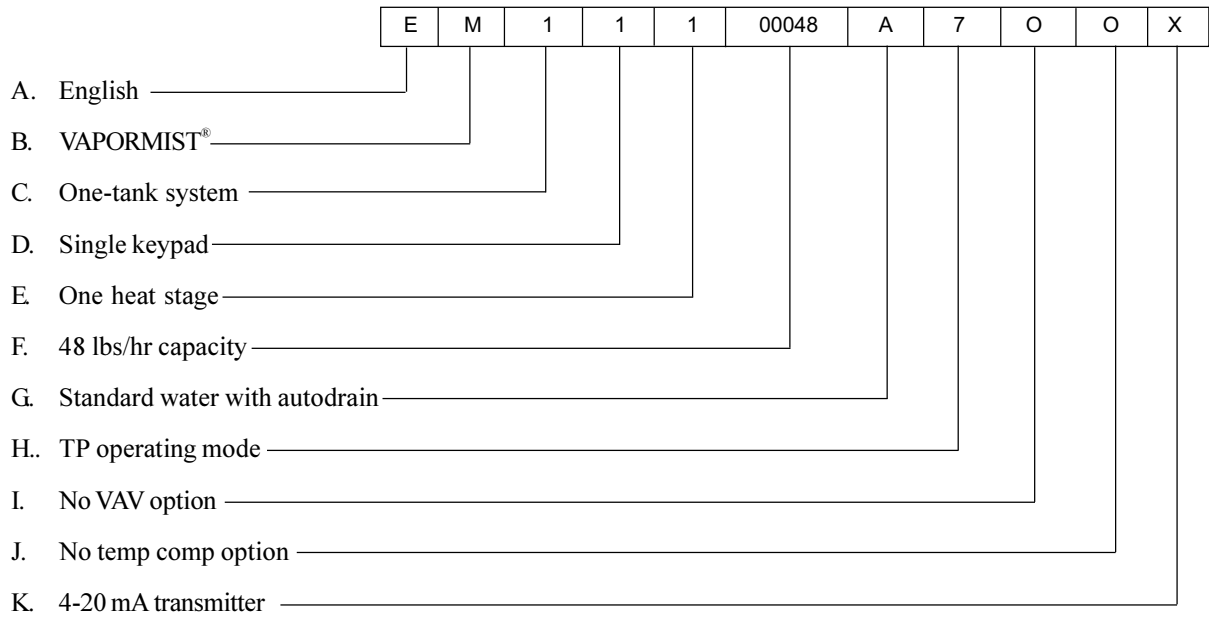 E M 1 1 1 00048 A 7 O O X
A. English
B. VAPORMIST®
C. One-tank system
D. Single keypad
E. One heat stage
F. 48 lbs/hr capacity
G. Standard water with autodrain
H.. TP operating mode
I. No VAV option
J. No temp comp option
K. 4-20 mA transmitter